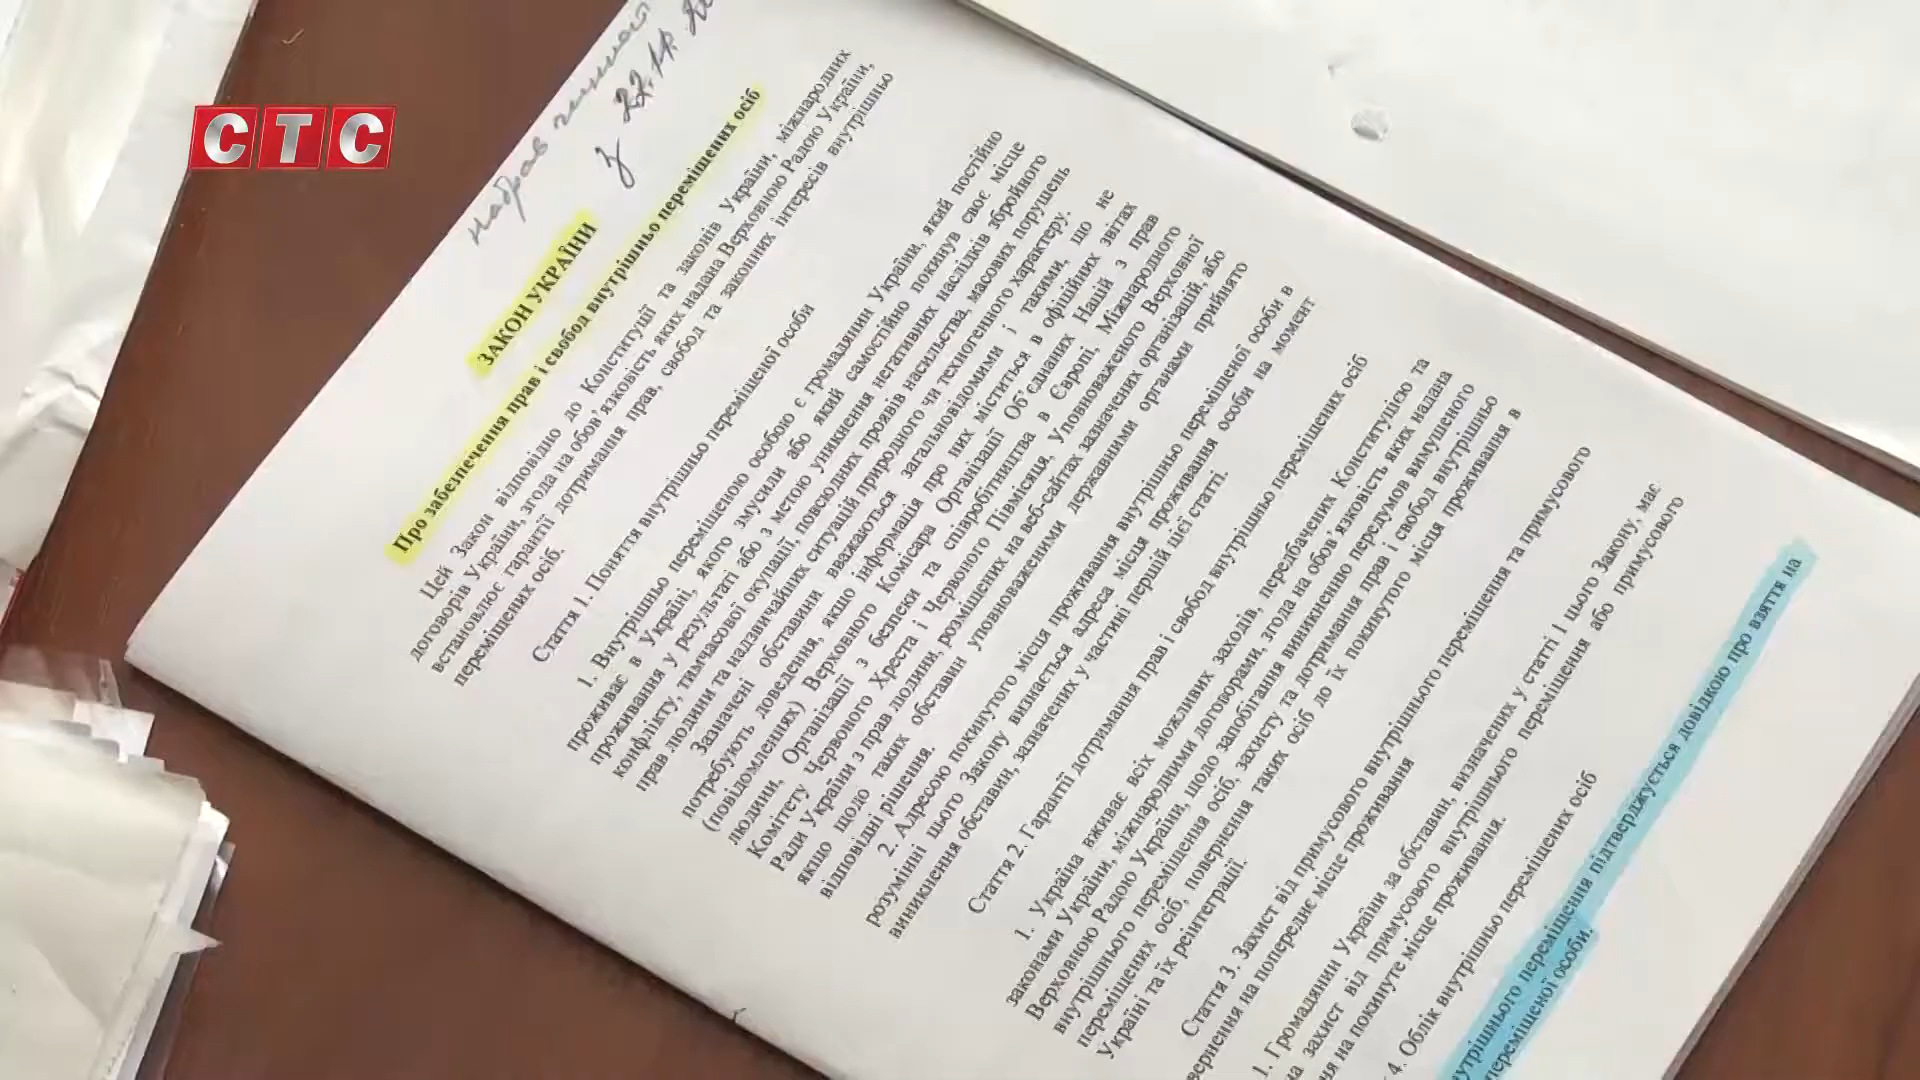 СТС
набрав чинності
з 22.11.20
ЗАКОН УКРАЇНИ
Про забезпечення прав і свобод внутрішньо переміщених осіб
Цей Закон відповідно до Конституції та законів України, міжнародних
договорів України, згода на обов'язковість яких надана Верховною Радою України,
встановлює гарантії дотримання прав, свобод та законних інтересів внутрішньо
переміщених осіб.
Стаття 1. Поняття внутрішньо переміщеної особи
1. Внутрішньо переміщеною особою є громадянин України, який постійно
проживає в Україні, якого змусили або який самостійно покинув своє місце
проживання у результаті або з метою уникнення негативних наслідків збройного
конфлікту, тимчасової окупації, повсюдних проявів насильства, масових порушень
прав людини та надзвичайних ситуацій природного чи техногенного характеру.
Зазначені обставини вважаються загальновідомими і такими, що не
потребують доведення, якщо інформація про них міститься в офіційних звітах
(повідомленнях) Верховного Комісара Організації Об'єднаних Націй з прав
людини, Організації з безпеки та співробітництва в Європі, Міжнародного
Комітету Червоного Хреста і Червоного Півмісяця, Уповноваженого Верховної
Ради України з прав людини, розміщених на веб-сайтах зазначених організацій, або
якщо щодо таких обставин уповноваженими державними органами прийнято
відповідні рішення.
2. Адресою покинутого місця проживання внутрішньо переміщеної особи в
розумінні цього Закону визнається адреса місця проживання особи на момент
виникнення обставин, зазначених у частині першій цієї статті.
Стаття 2. Гарантії дотримання прав і свобод внутрішньо переміщених осіб
1. Україна вживає всіх можливих заходів, передбачених Конституцією та
законами України, міжнародними договорами, згода на обов'язковість яких надана
Верховною Радою України, щодо запобігання виникненню передумов вимушеного
внутрішнього переміщення осіб, захисту та дотримання прав і свобод внутрішньо
переміщених осіб, повернення таких осіб до їх покинутого місця проживання в
Україні та їх реінтеграції.
Стаття 3. Захист від примусового внутрішнього переміщення та примусового
вернення на попереднє місце проживання
1. Громадянин України за обставин, визначених у статті 1 цього Закону, має
на захист від примусового внутрішнього переміщення або примусового
ня на покинуте місце проживання.
4. Облік внутрішньо переміщених осіб
утрішнього переміщення підтверджується довідкою про взяття на
переміщеної особи.